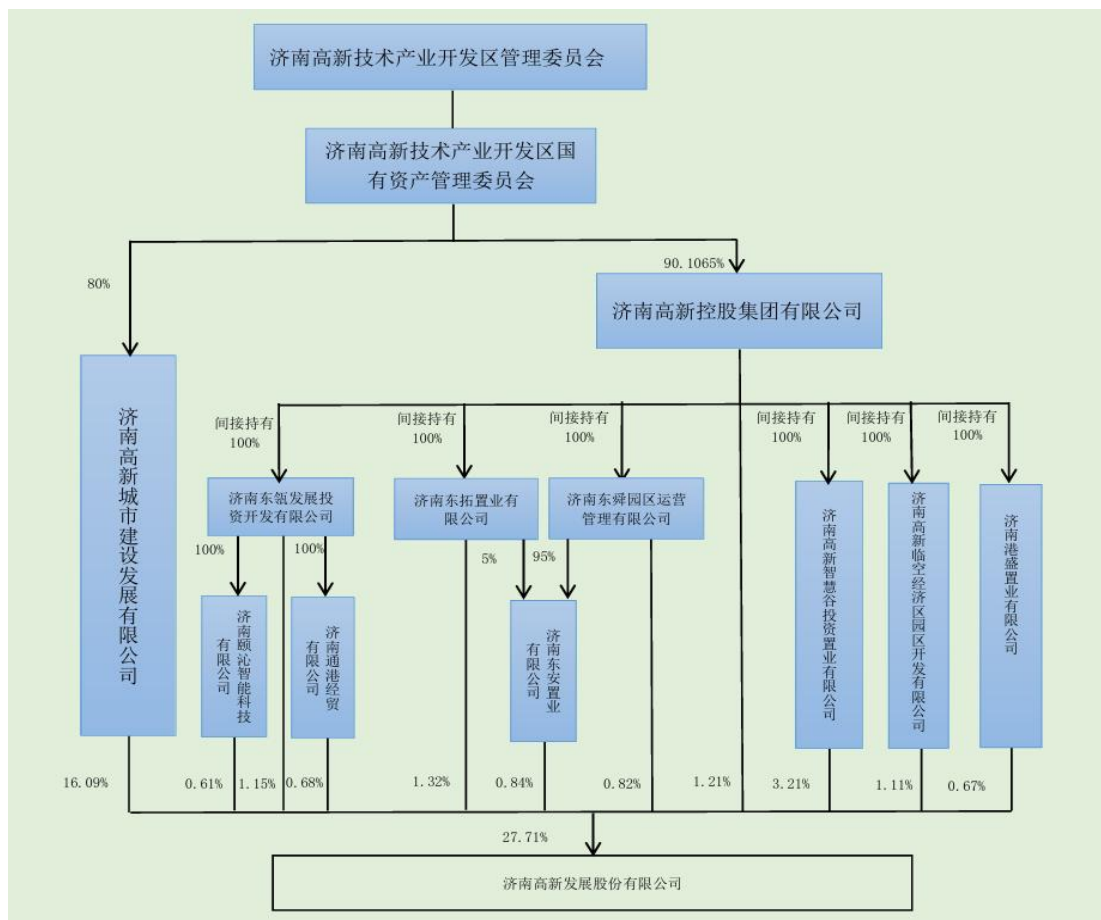 济南高新技术产业开发区管理委员会
济南高新技术产业开发区国
有资产管理委员会
80%
90.1065%
济南高新控股集团有限公司
济南高新城市建设发展有限公司
间接持有
100%
间接持有
100%
间接持有
100%
间接持有
100%
间接持有
100%
间接持有
100%
济南东瓴发展投
资开发有限公司
济南东拓置业有
限公司
济南东舜园区运营
管理有限公司
济南高新智慧谷投资置业有限公司
济南高新临空经济区园区开发有限公司
济南港盛置业有限公司
100%
100%
5%
95%
济南颐沁智能科技
有限公司
济南通港经贸
有限公司
济南东安置业
有限公司
16.09%
0.61%
1.15%
0.68%
1.32%
0.84%
0.82%
1.21%
3.21%
1.11%
0.67%
27.71%
济南高新发展股份有限公司